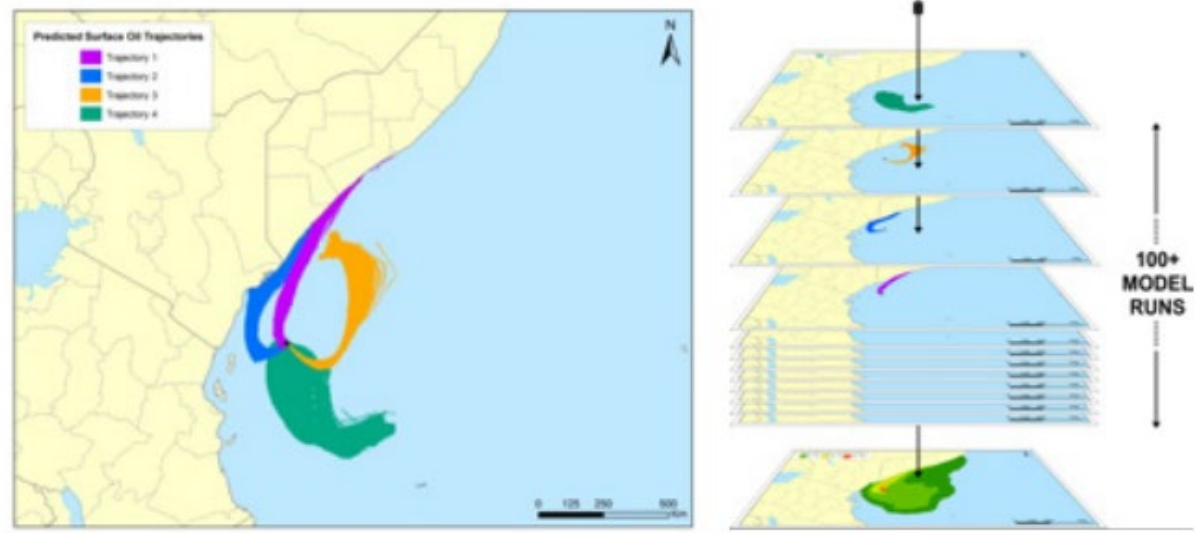 Predicted Surface Oil Trajectories
Trajectory 1
Trajectory 2
Trajectory 3
Trajectory 4
N
0 125 250 500
Km
100+
MODEL
RUNS